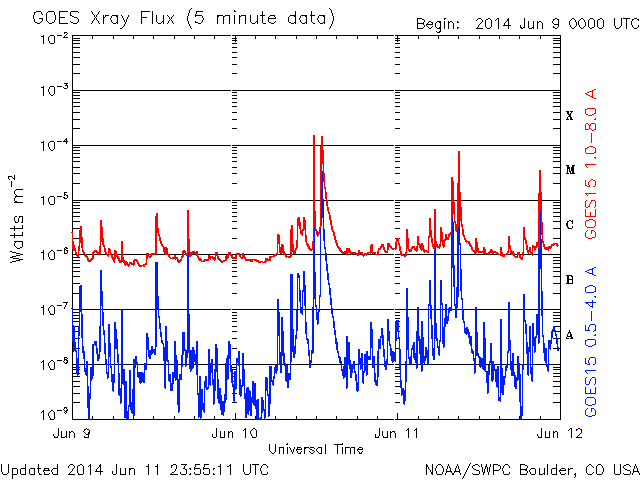 GOES Xray Flux (5 minute data)
Begin: 2014 Jun 9 0000 UTC
10⁻²
10⁻³
10⁻⁴
10⁻⁵
10⁻⁶
10⁻⁷
10⁻⁸
10⁻⁹
Watts m⁻²
X
M
C
B
A
GOES15 1.0-8.0 A
GOES15 0.5-4.0 A
Jun 9
Jun 10
Jun 11
Jun 12
Universal Time
Updated 2014 Jun 11 23:55:11 UTC
NOAA/SWPC Boulder, CO USA